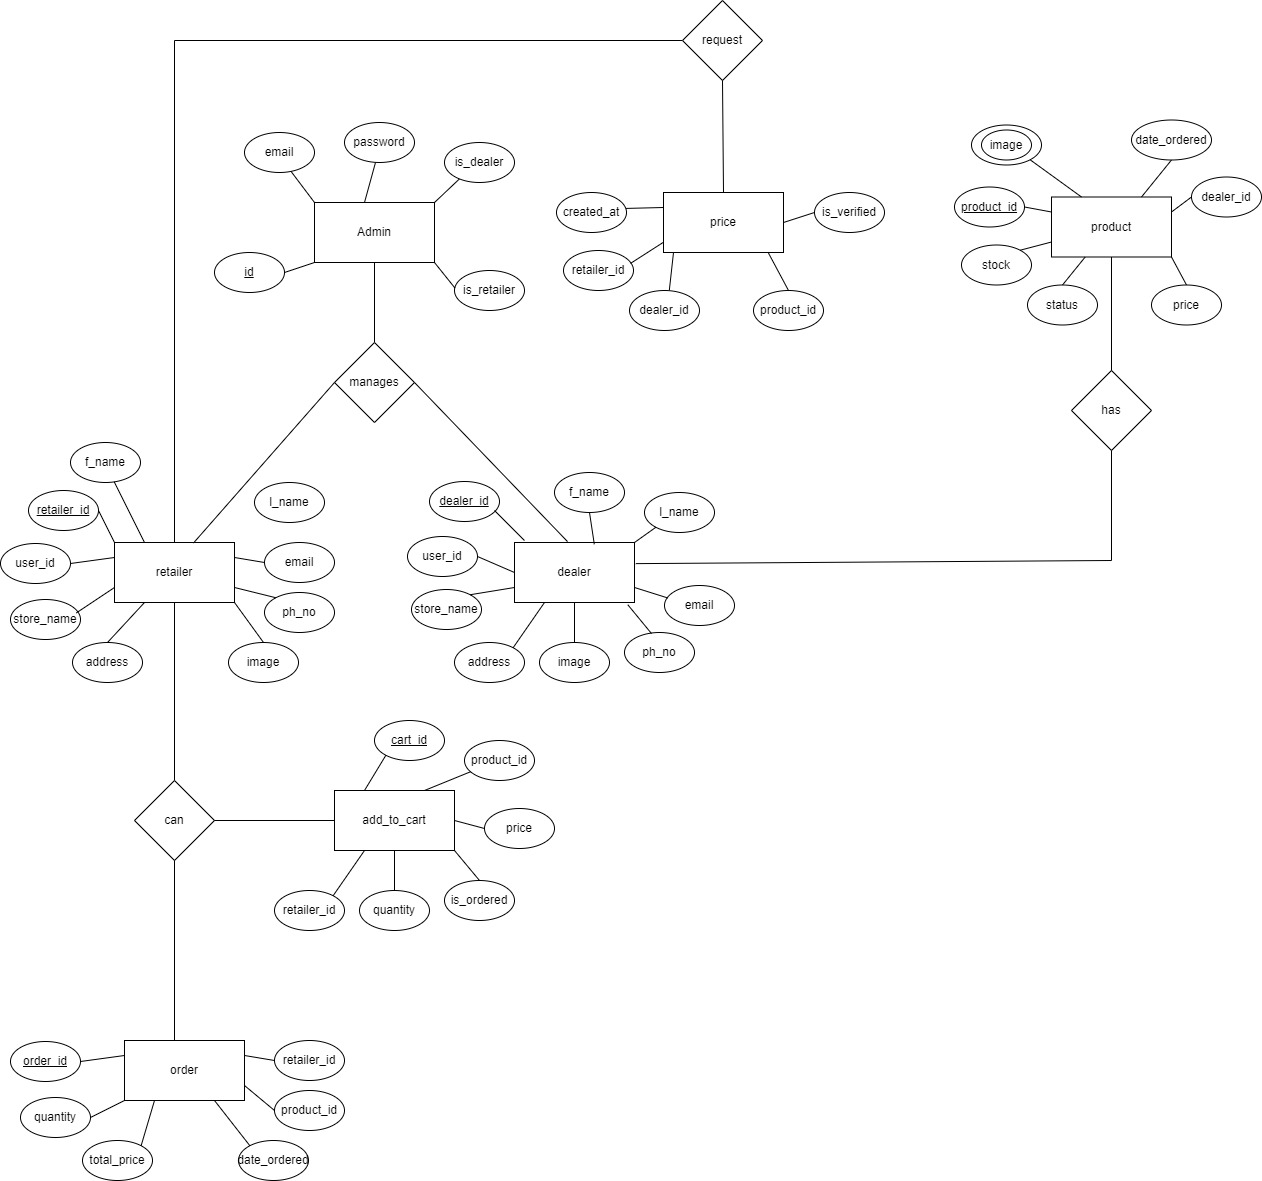 request
password
email
is_dealer
Admin
id
is_retailer
created_at
price
is_verified
retailer_id
dealer_id
product_id
image
date_ordered
product_id
dealer_id
product
stock
status
price
manages
has
f_name
retailer_id
l_name
user_id
retailer
email
store_name
ph_no
address
image
dealer_id
f_name
l_name
user_id
dealer
store_name
email
address
image
ph_no
cart_id
product_id
can
add_to_cart
price
retailer_id
quantity
is_ordered
order_id
order
retailer_id
quantity
product_id
total_price
date_ordered